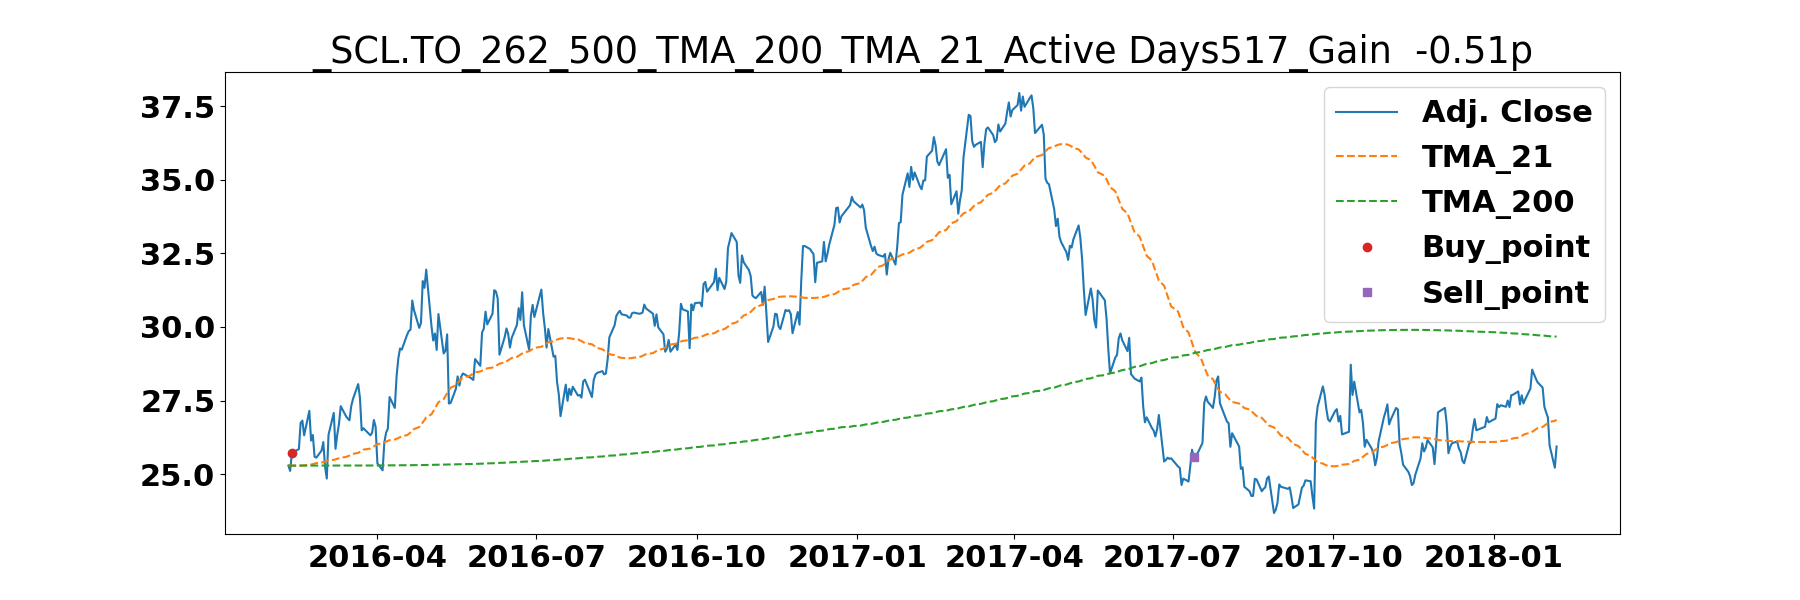 _SCL.TO_262_500_TMA_200_TMA_21_Active Days517_Gain  -0.51p
37.5
35.0
32.5
30.0
27.5
25.0
Adj. Close
TMA_21
TMA_200
Buy_point
Sell_point
2016-04 2016-07 2016-10 2017-01 2017-04 2017-07 2017-10 2018-01